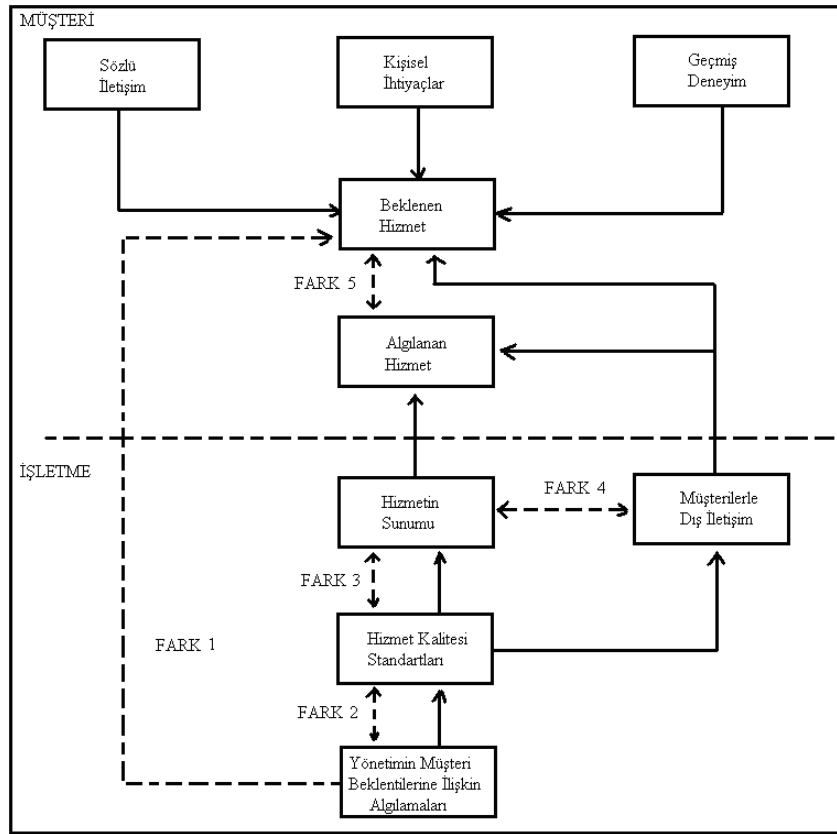 MÜŞTERİ
Sözlü
İletişim
Kişisel
İhtiyaçlar
Geçmiş
Deneyim
Beklenen
Hizmet
FARK 5
Algılanan
Hizmet
İŞLETME
Hizmetin
Sunumu
FARK 4
Müşterilerle
Dış İletişim
FARK 3
FARK 1
Hizmet Kalitesi
Standartları
FARK 2
Yönetimin Müşteri
Beklentilerine İlişkin
Algılamaları